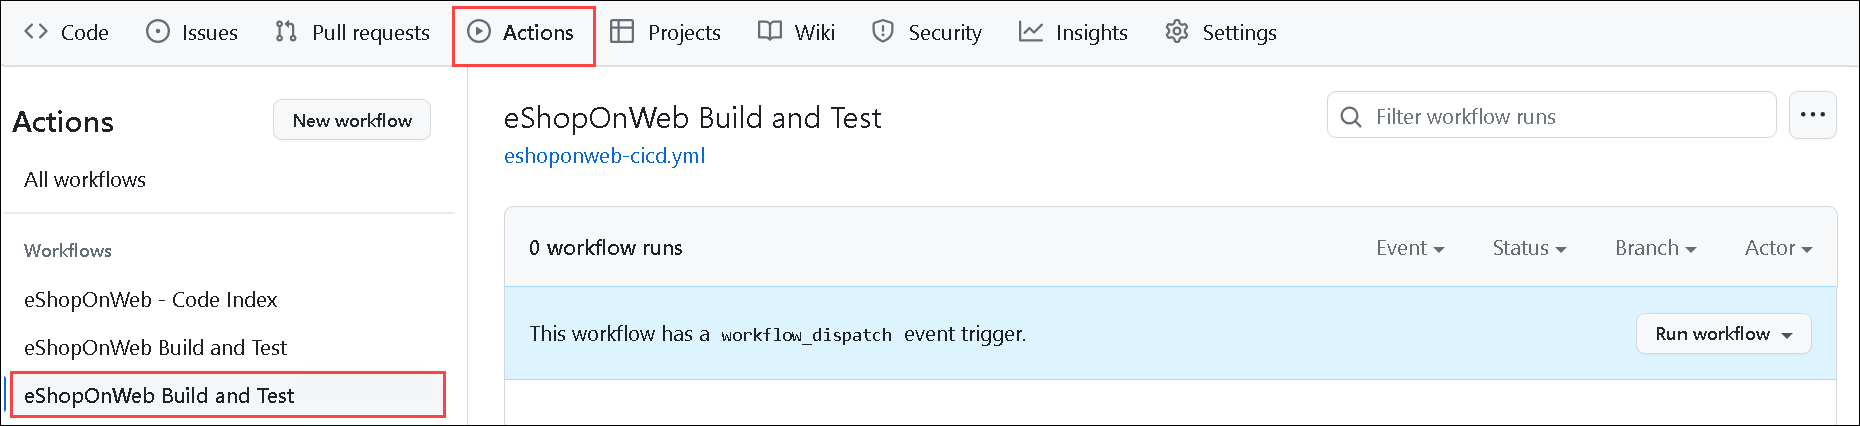 Code Issues Pull requests Actions Projects Wiki Security Insights Settings
Actions
New workflow
All workflows
Workflows
eShopOnWeb - Code Index
eShopOnWeb Build and Test
eShopOnWeb Build and Test
eShopOnWeb Build and Test
Filter workflow runs
eshoponweb-cicd.yml
0 workflow runs
Event Status Branch Actor
This workflow has a workflow_dispatch event trigger.
Run workflow